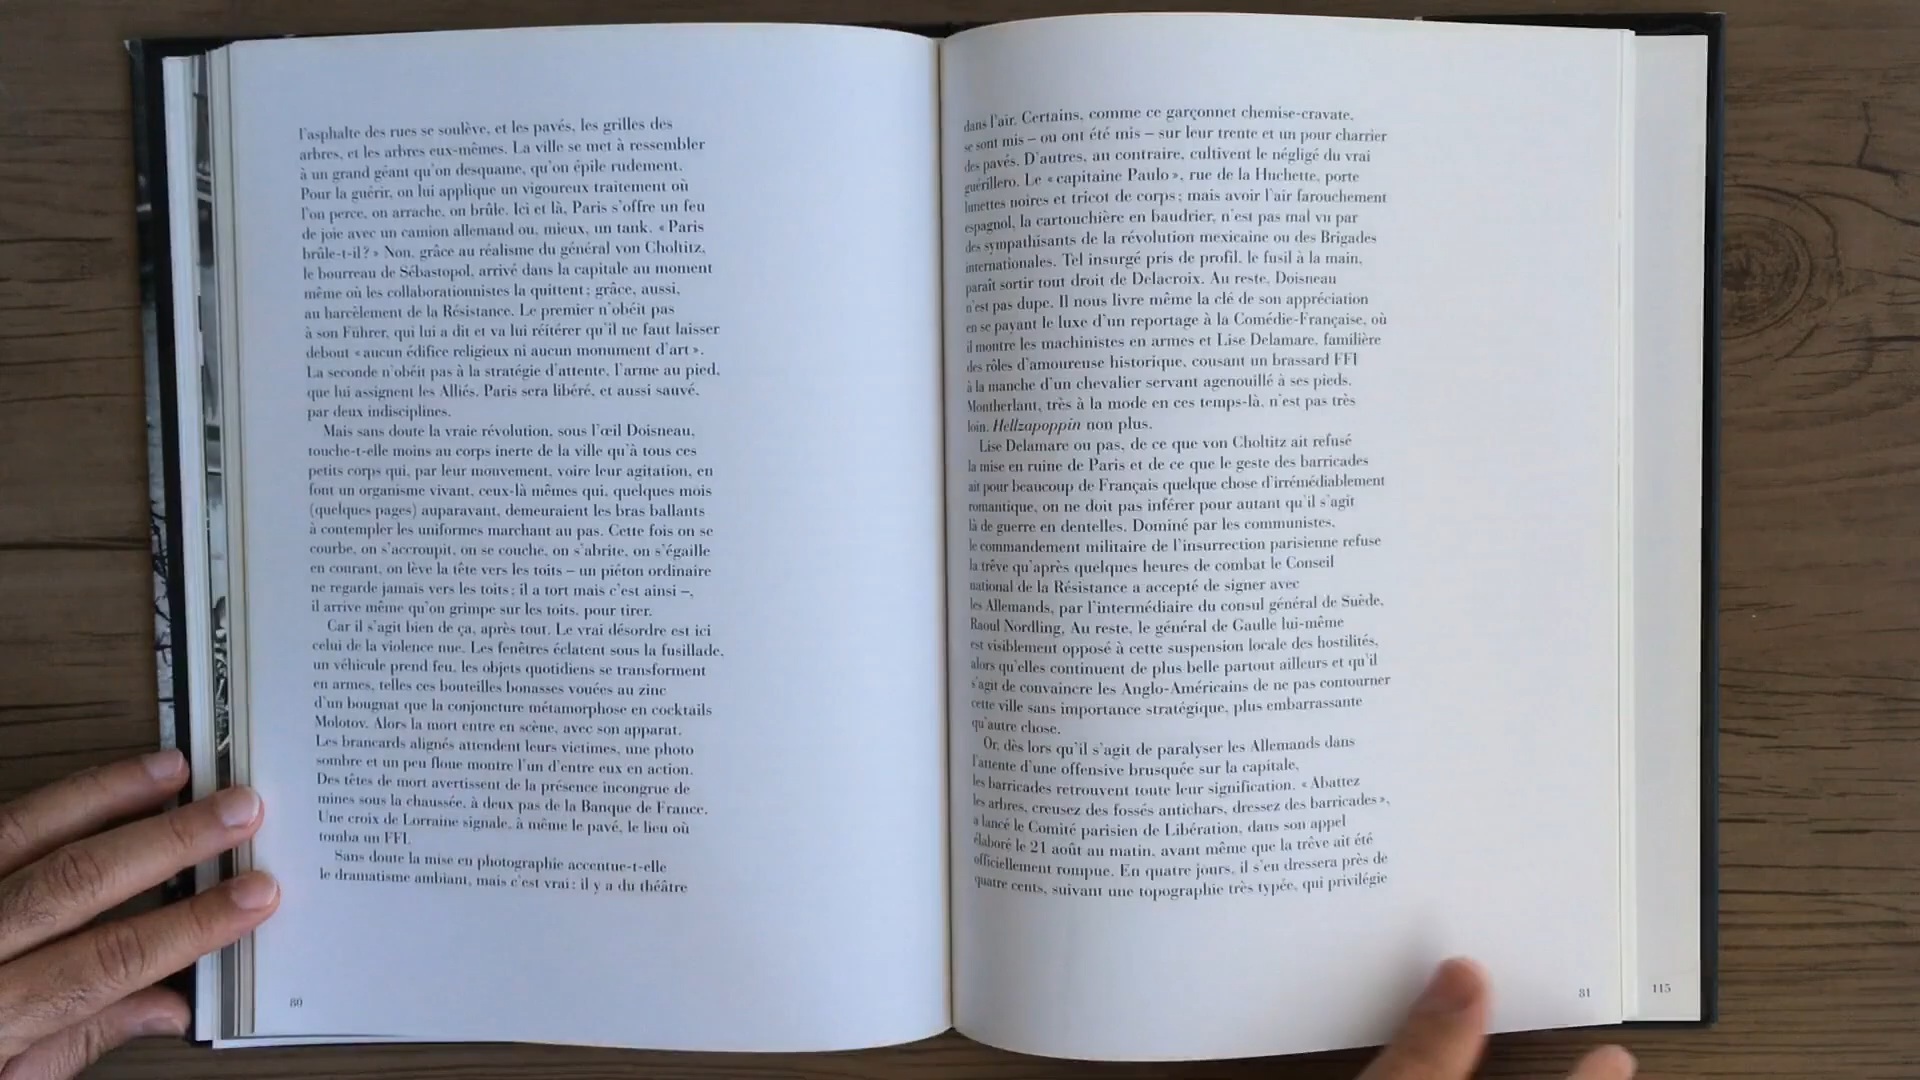 l'asphalte des rues se soulève, et les pavés, les grilles des
arbres, et les arbres eux-mêmes. La ville se met à ressembler
à un grand géant qu'on desquame, qu'on épile rudement.
Pour la guérir, on lui applique un vigoureux traitement où
l'on perce, on arrache, on brûle. Ici et là, Paris s'offre un feu
de joie avec un camion allemand ou, mieux, un tank. « Paris
brûle-t-il ? » Non, grâce au réalisme du général von Choltitz,
le bourreau de Sébastopol, arrivé dans la capitale au moment
même où les collaborationnistes la quittent ; grâce, aussi,
au harcèlement de la Résistance. Le premier n'obéit pas
à son Führer, qui lui a dit et va lui réitérer qu'il ne faut laisser
debout « aucun édifice religieux ni aucun monument d'art ».
La seconde n'obéit pas à la stratégie d'attente, l'arme au pied,
que lui assignent les Alliés. Paris sera libéré, et aussi sauvé,
par deux indisciplines.
Mais sans doute la vraie révolution, sous l'œil Doisneau,
touche-t-elle moins au corps inerte de la ville qu'à tous ces
petits corps qui, par leur mouvement, voire leur agitation, en
font un organisme vivant, ceux-là mêmes qui, quelques mois
(quelques pages) auparavant, demeuraient les bras ballants
à contempler les uniformes marchant au pas. Cette fois on se
courbe, on s'accroupit, on se couche, on s'abrite, on s'égaille
en courant, on lève la tête vers les toits – un piéton ordinaire
ne regarde jamais vers les toits ; il a tort mais c'est ainsi –,
il arrive même qu'on grimpe sur les toits, pour tirer.
Car il s'agit bien de ça, après tout. Le vrai désordre est ici
celui de la violence nue. Les fenêtres éclatent sous la fusillade,
un véhicule prend feu, les objets quotidiens se transforment
en armes, telles ces bouteilles bonasses vouées au zinc
d'un bougnat que la conjoncture métamorphose en cocktails
Molotov. Alors la mort entre en scène, avec son apparat.
Les brancards alignés attendent leurs victimes, une photo
sombre et un peu floue montre l'un d'entre eux en action.
Des têtes de mort avertissent de la présence incongrue de
mines sous la chaussée, à deux pas de la Banque de France.
Une croix de Lorraine signale, à même le pavé, le lieu où
tomba un FFI.
Sans doute la mise en photographie accentue-t-elle
le dramatisme ambiant, mais c'est vrai : il y a du théâtre
80
dans l'air. Certains, comme ce garçonnet chemise-cravate,
se sont mis – ou ont été mis – sur leur trente et un pour charrier
des pavés. D'autres, au contraire, cultivent le négligé du vrai
guérillero. Le « capitaine Paulo », rue de la Huchette, porte
lunettes noires et tricot de corps ; mais avoir l'air farouchement
espagnol, la cartouchière en baudrier, n'est pas mal vu par
des sympathisants de la révolution mexicaine ou des Brigades
internationales. Tel insurgé pris de profil, le fusil à la main,
paraît sortir tout droit de Delacroix. Au reste, Doisneau
n'est pas dupe. Il nous livre même la clé de son appréciation
en se payant le luxe d'un reportage à la Comédie-Française, où
il montre les machinistes en armes et Lise Delamare, familière
des rôles d'amoureuse historique, cousant un brassard FFI
à la manche d'un chevalier servant agenouillé à ses pieds.
Montherlant, très à la mode en ces temps-là, n'est pas très
loin. Hellzapoppin non plus.
Lise Delamare ou pas, de ce que von Choltitz ait refusé
la mise en ruine de Paris et de ce que le geste des barricades
ait pour beaucoup de Français quelque chose d'irrémédiablement
romantique, on ne doit pas inférer pour autant qu'il s'agit
là de guerre en dentelles. Dominé par les communistes,
le commandement militaire de l'insurrection parisienne refuse
la trêve qu'après quelques heures de combat le Conseil
national de la Résistance a accepté de signer avec
les Allemands, par l'intermédiaire du consul général de Suède,
Raoul Nordling. Au reste, le général de Gaulle lui-même
est visiblement opposé à cette suspension locale des hostilités,
alors qu'elles continuent de plus belle partout ailleurs et qu'il
s'agit de convaincre les Anglo-Américains de ne pas contourner
cette ville sans importance stratégique, plus embarrassante
qu'autre chose.
Or, dès lors qu'il s'agit de paralyser les Allemands dans
l'attente d'une offensive brusquée sur la capitale,
les barricades retrouvent toute leur signification. « Abattez
les arbres, creusez des fossés antichars, dressez des barricades »,
a lancé le Comité parisien de Libération, dans son appel
élaboré le 21 août au matin, avant même que la trêve ait été
officiellement rompue. En quatre jours, il s'en dressera près de
quatre cents, suivant une topographie très typée, qui privilégie
81
115